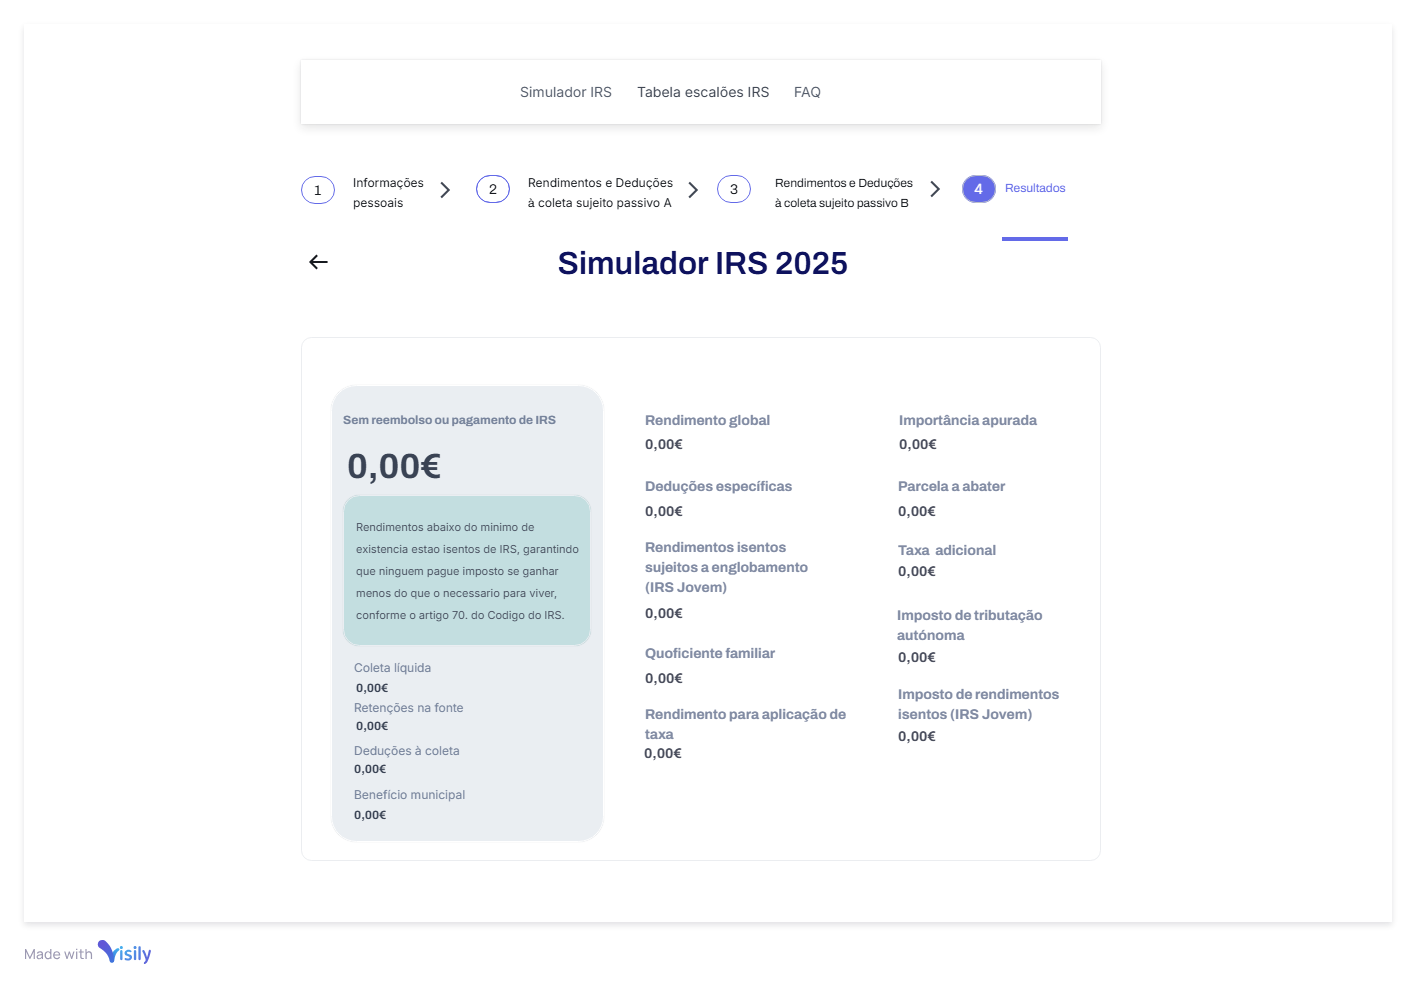 Simulador IRS
Tabela escalões IRS
FAQ
1
Informações
pessoais
2
Rendimentos e Deduções
à coleta sujeito passivo A
3
Rendimentos e Deduções
à coleta sujeito passivo B
4
Resultados
Simulador IRS 2025
Sem reembolso ou pagamento de IRS
0,00€
Rendimentos abaixo do minimo de
existencia estao isentos de IRS, garantindo
que ninguem pague imposto se ganhar
menos do que o necessario para viver,
conforme o artigo 70. do Codigo do IRS.
Coleta líquida
0,00€
Retenções na fonte
0,00€
Deduções à coleta
0,00€
Benefício municipal
0,00€
Rendimento global
0,00€
Deduções específicas
0,00€
Rendimentos isentos
sujeitos a englobamento
(IRS Jovem)
0,00€
Quoficiente familiar
0,00€
Rendimento para aplicação de
taxa
0,00€
Importância apurada
0,00€
Parcela a abater
0,00€
Taxa  adicional
0,00€
Imposto de tributação
autónoma
0,00€
Imposto de rendimentos
isentos (IRS Jovem)
0,00€
Made with Visily